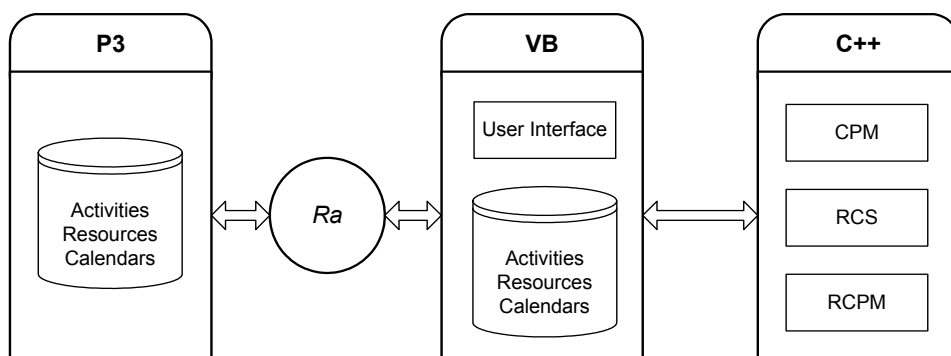 P3
Activities
Resources
Calendars
Ra
VB
User Interface
Activities
Resources
Calendars
C++
CPM
RCS
RCPM